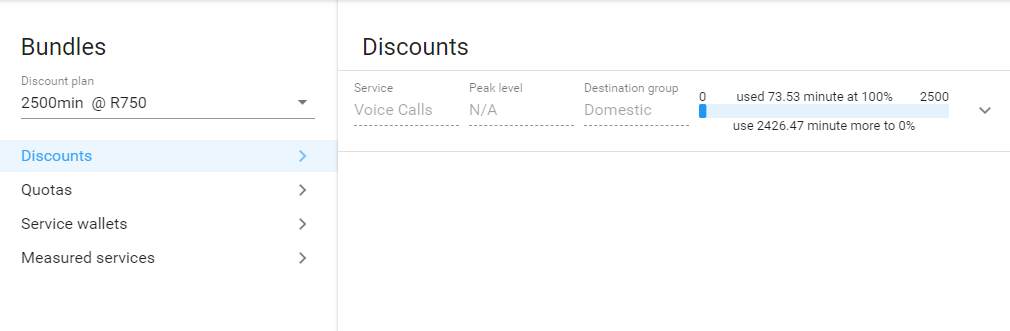 Bundles
Discount plan
2500min @ R750
Discounts
Quotas
Service wallets
Measured services
Discounts
Service Peak level Destination group
Voice Calls N/A Domestic
0 used 73.53 minute at 100% 2500
use 2426.47 minute more to 0%